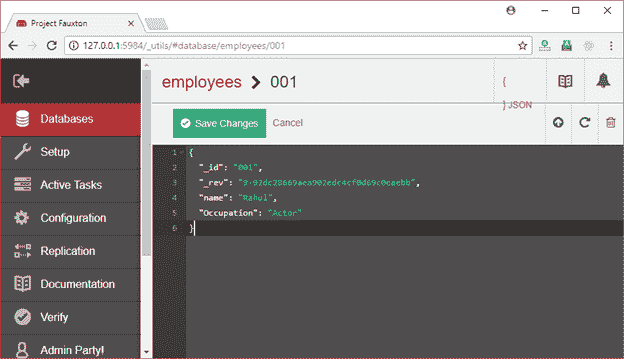 Project Fauxton
127.0.0.1:5984/_utils/#database/employees/001
employees > 001
{
} JSON
Databases
Save Changes Cancel
Setup
Active Tasks
Configuration
Replication
Documentation
Verify
Admin Party!
1 {
2 "_id": "001",
3 "_rev":
4 "name": "Rahul",
5 "Occupation": "Actor"
6 }